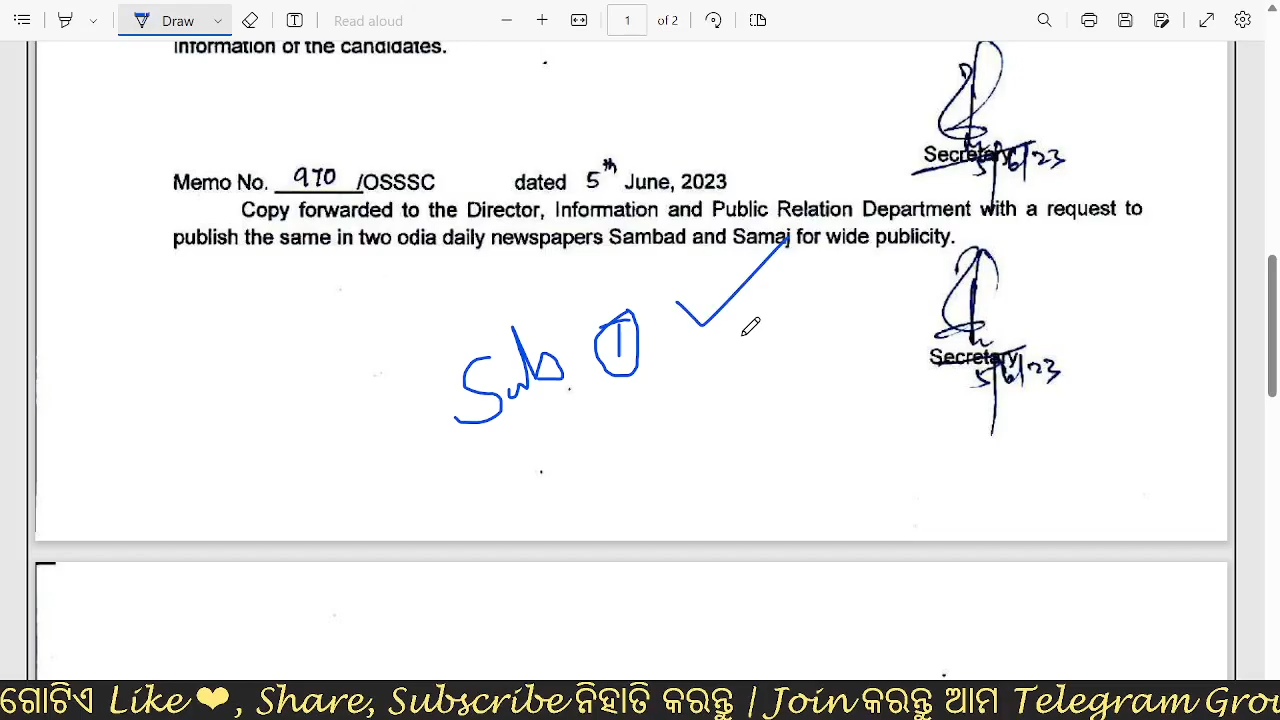 Draw
Read aloud
1 of 2
information of the candidates.
Secretary
5/6/23
Memo No. 970 /OSSSC dated 5th June, 2023
Copy forwarded to the Director, Information and Public Relation Department with a request to
publish the same in two odia daily newspapers Sambad and Samaj for wide publicity.
Sub 1
Secretary
5/6/23
ଗୋଟିଏ Like ❤, Share, Subscribe ନିହାତି କରନ୍ତୁ | Join କରନ୍ତୁ ଆମ Telegram Grou